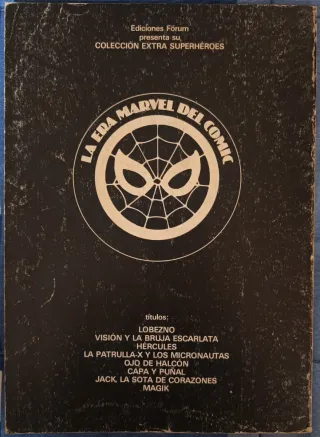 Ediciones Fórum
presenta su
COLECCIÓN EXTRA SUPERHÉROES
LA ERA MARVEL DEL COMIC
títulos:
LOBEZNO
VISIÓN Y LA BRUJA ESCARLATA
HÉRCULES
LA PATRULLA-X Y LOS MICRONAUTAS
OJO DE HALCÓN
CAPA Y PUÑAL
JACK, LA SOTA DE CORAZONES
MAGIK